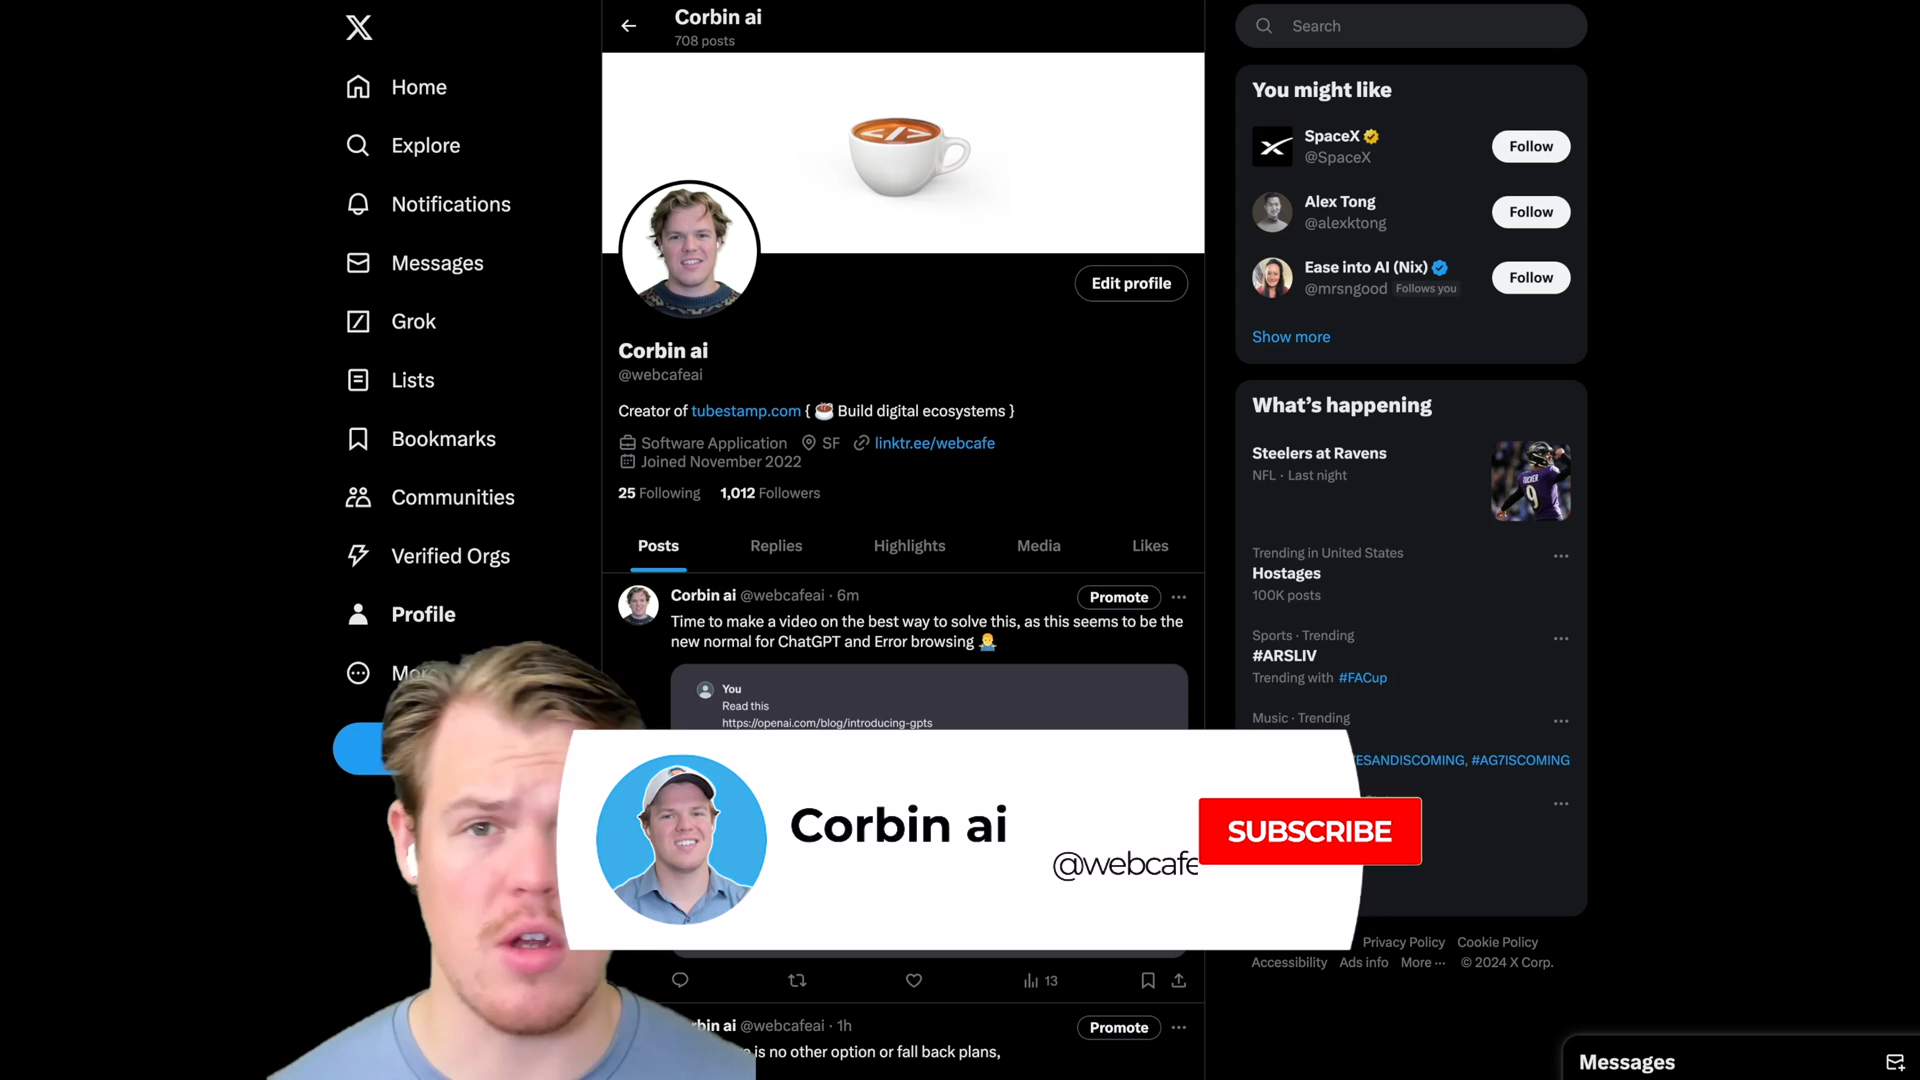 Home
Explore
Notifications
Messages
Grok
Lists
Bookmarks
Communities
Verified Orgs
Profile
Corbin ai
708 posts
</>
Edit profile
Corbin ai
@webcafeai
Creator of tubestamp.com { ☕ Build digital ecosystems }
Software Application SF linktr.ee/webcafe
Joined November 2022
25 Following 1,012 Followers
Posts Replies Highlights Media Likes
Corbin ai @webcafeai · 6m
Promote
Time to make a video on the best way to solve this, as this seems to be the
new normal for ChatGPT and Error browsing 🤷‍♂️
You
Read this
https://openai.com/blog/introducing-gpts
Corbin ai
@webcafe
SUBSCRIBE
13
@webcafeai · 1h
Promote
is no other option or fall back plans,
Search
You might like
SpaceX
@SpaceX
Follow
Alex Tong
@alexktong
Follow
Ease into AI (Nix)
@mrsngood Follows you
Follow
Show more
What's happening
Steelers at Ravens
NFL · Last night
TUCKER
9
Trending in United States
Hostages
100K posts
Sports · Trending
#ARSLIV
Trending with #FACup
Music · Trending
ESANDISCOMING, #AG7ISCOMING
Privacy Policy Cookie Policy
Accessibility Ads info More ··· © 2024 X Corp.
Messages